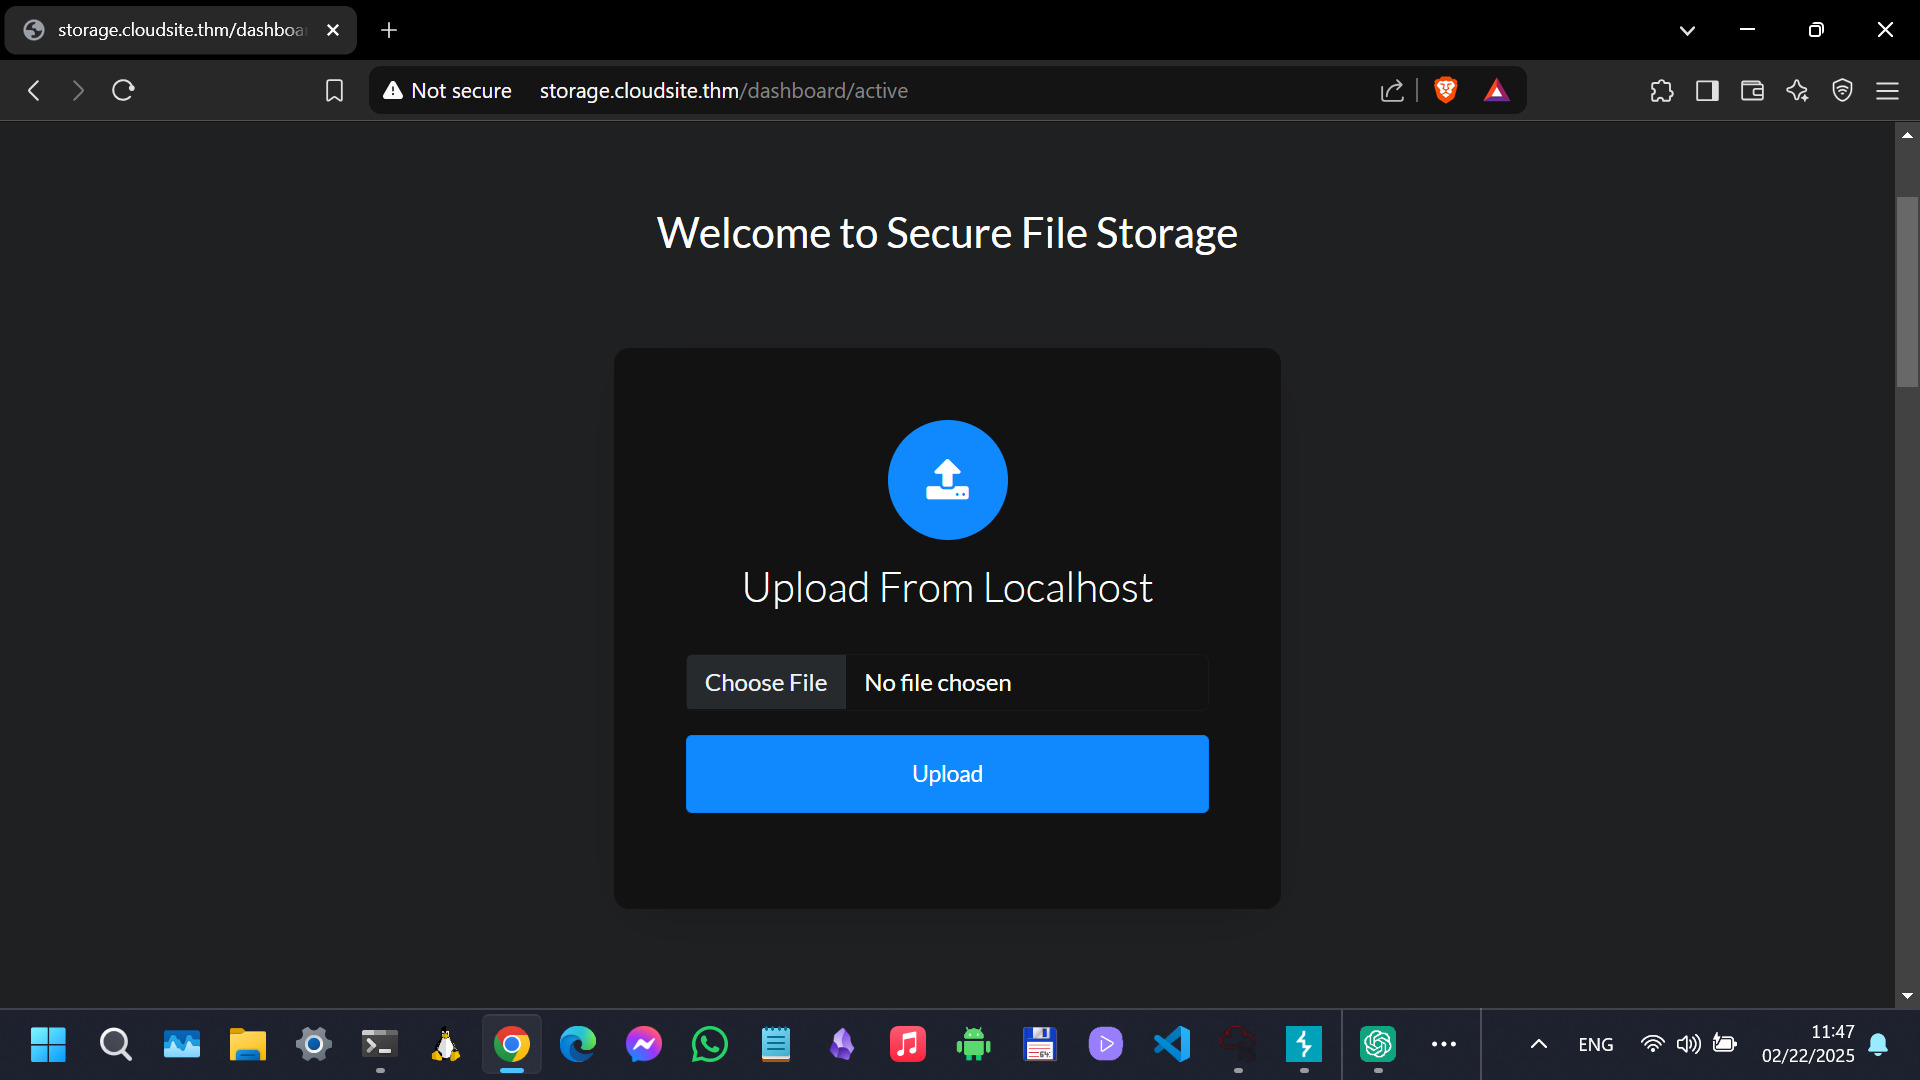 storage.cloudsite.thm/dashboa
Not secure storage.cloudsite.thm/dashboard/active
Welcome to Secure File Storage
Upload From Localhost
Choose File No file chosen
Upload
64
ENG
11:47
02/22/2025